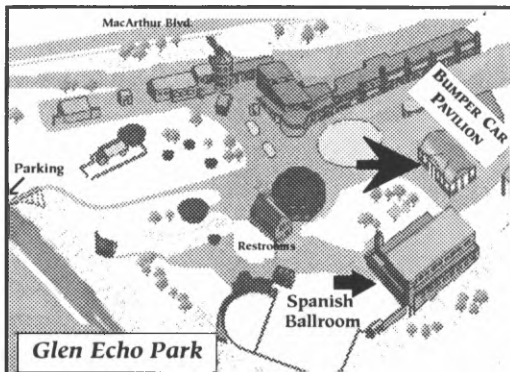 MacArthur Blvd.
BUMPER CAR
PAVILION
Parking
Restrooms
Spanish
Ballroom
Glen Echo Park